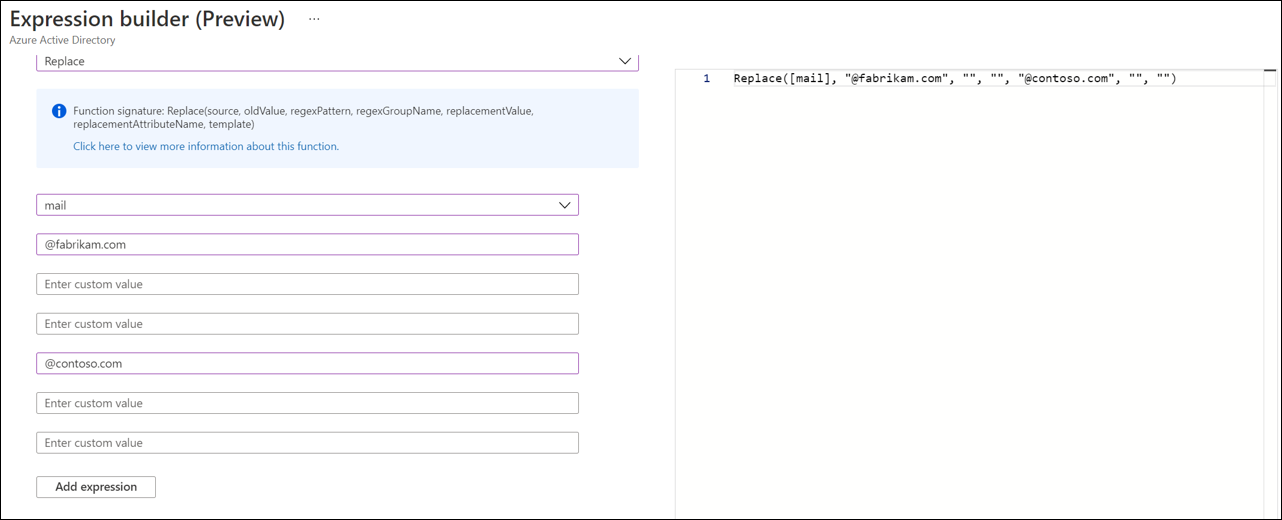 Expression builder (Preview) ...
Azure Active Directory
Replace
Function signature: Replace(source, oldValue, regexPattern, regexGroupName, replacementValue,
replacementAttributeName, template)
Click here to view more information about this function.
mail
@fabrikam.com
Enter custom value
Enter custom value
@contoso.com
Enter custom value
Enter custom value
Add expression
1 Replace([mail], "@fabrikam.com", "", "", "@contoso.com", "", "")